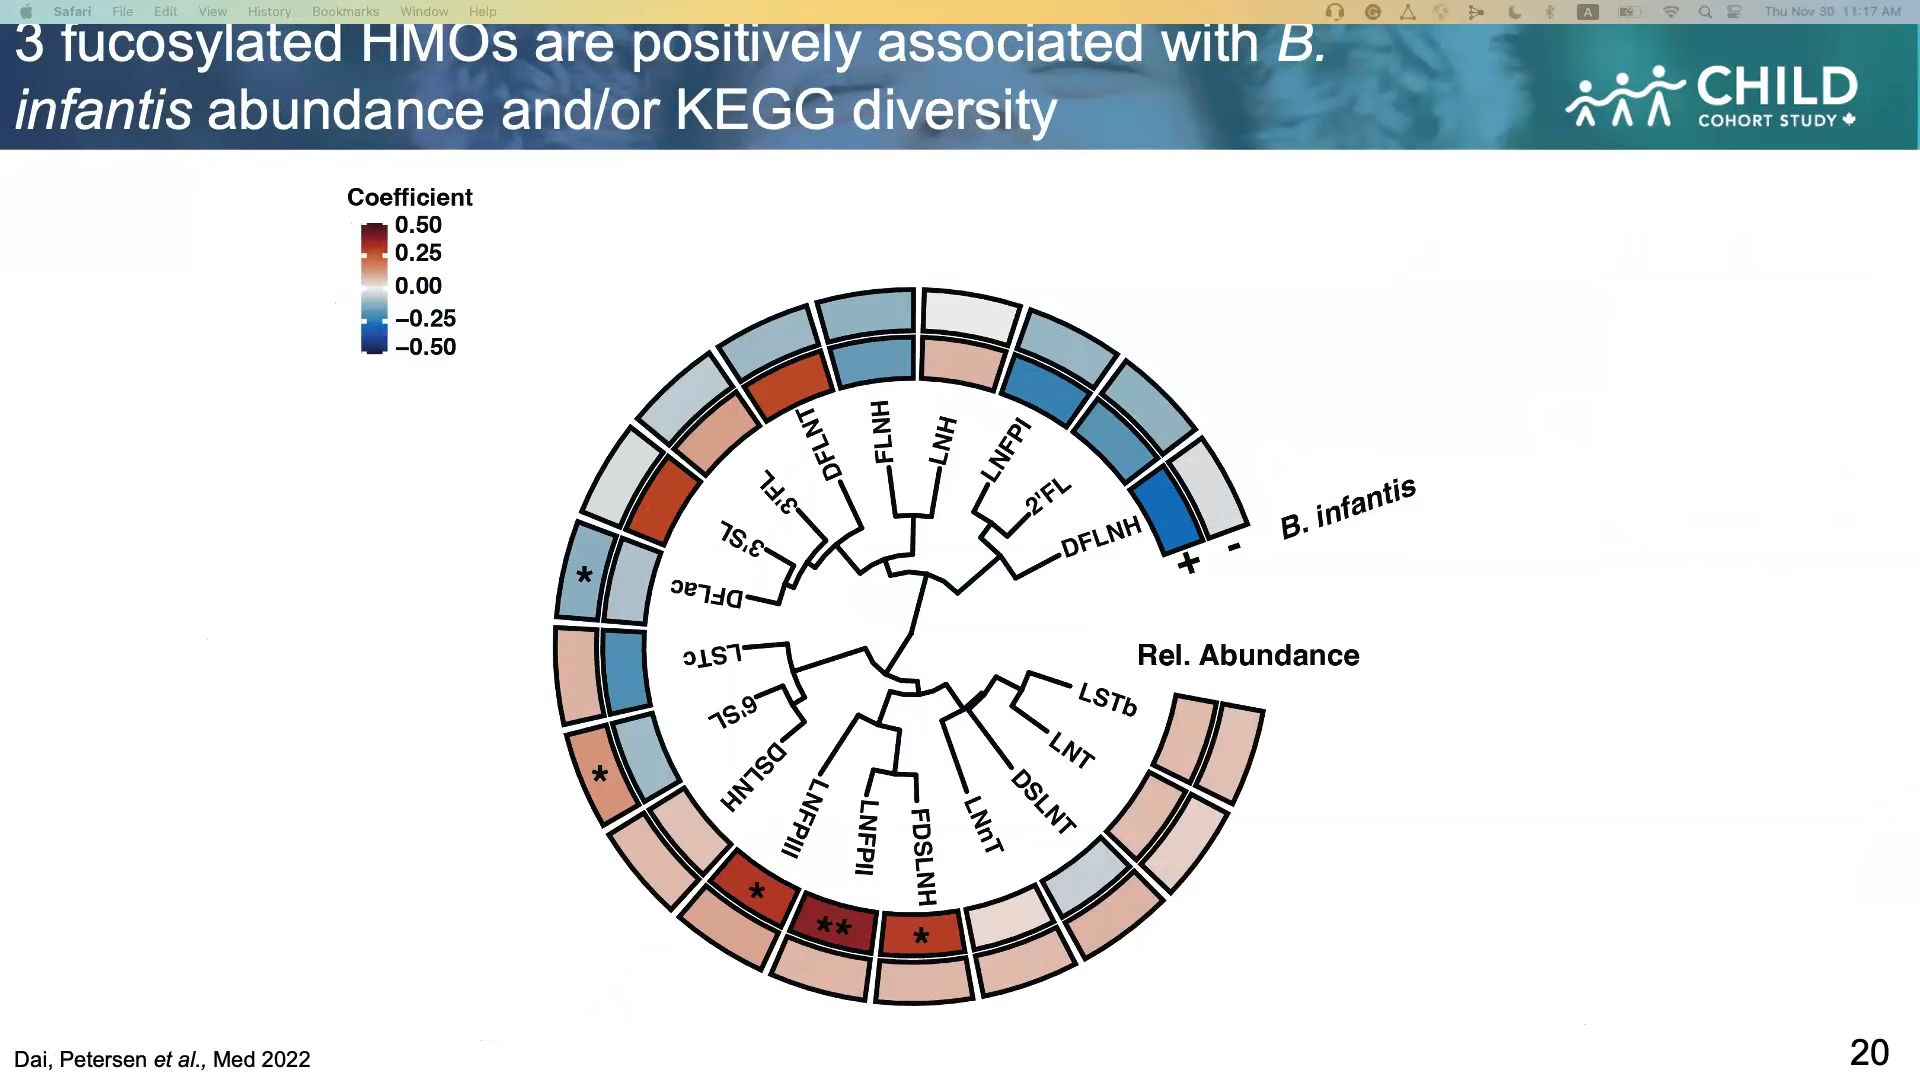 Safari File Edit View History Bookmarks Window Help
A
Thu Nov 30 11:17 AM
3 fucosylated HMOs are positively associated with B.
infantis abundance and/or KEGG diversity
CHILD
COHORT STUDY
Coefficient
0.50
0.25
0.00
−0.25
−0.50
DFLNT
FLNH
LNH
LNFPI
2'FL
DFLNH
3'FL
3'SL
DFLac
B. infantis
+
-
*
LSTc
6'SL
DSLNH
LNFPIII
LNFPII
FDSLNH
LNnT
DSLNT
LNT
LSTb
Rel. Abundance
*
*
**
*
Dai, Petersen et al., Med 2022
20